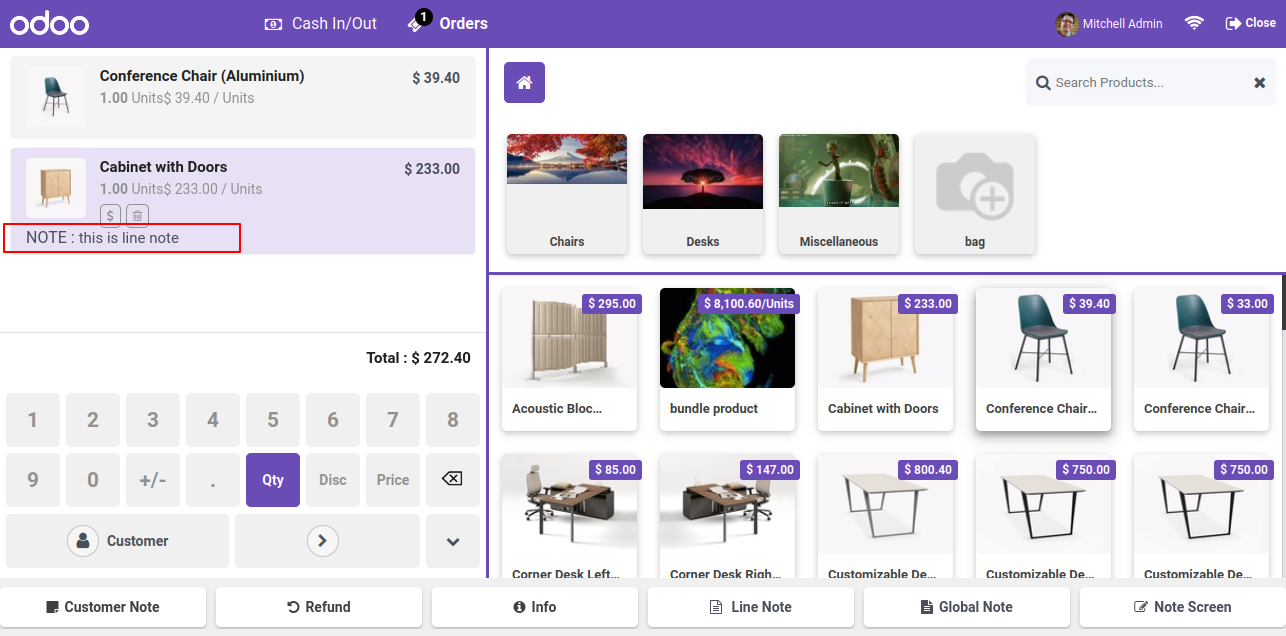 odoo
Cash In/Out
1
Orders
Mitchell Admin
Close
Conference Chair (Aluminium)
$ 39.40
1.00 Units$ 39.40 / Units
Cabinet with Doors
$ 233.00
1.00 Units$ 233.00 / Units
$
NOTE : this is line note
Total : $ 272.40
1 2 3 4 5 6 7 8
9 0 +/- . Qty Disc Price
Customer
Search Products...
Chairs
Desks
Miscellaneous
bag
$ 295.00
Acoustic Bloc...
$ 8,100.60/Units
bundle product
$ 233.00
Cabinet with Doors
$ 39.40
Conference Chair...
$ 33.00
Conference Chair...
$ 85.00
Corner Desk Left...
$ 147.00
Corner Desk Righ...
$ 800.40
Customizable De...
$ 750.00
Customizable De...
$ 750.00
Customizable De...
Customer Note
Refund
Info
Line Note
Global Note
Note Screen